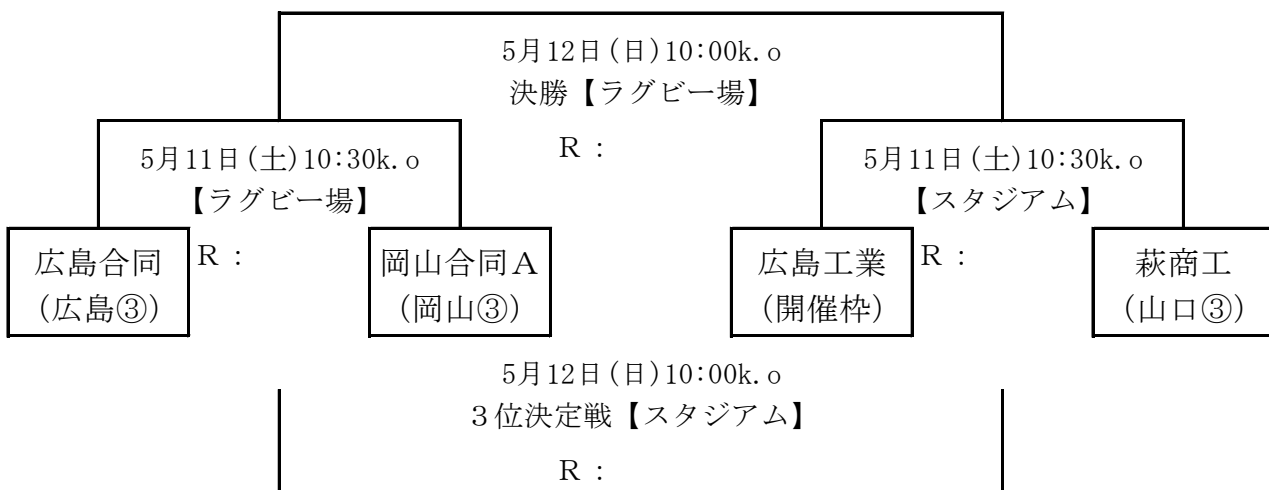 5月12日(日)10:00k.o
決勝【ラグビー場】
R：
5月11日(土)10:30k.o
【ラグビー場】
R：
5月11日(土)10:30k.o
【スタジアム】
R：
広島合同
(広島③)
岡山合同A
(岡山③)
広島工業
(開催枠)
萩商工
(山口③)
5月12日(日)10:00k.o
３位決定戦【スタジアム】
R：